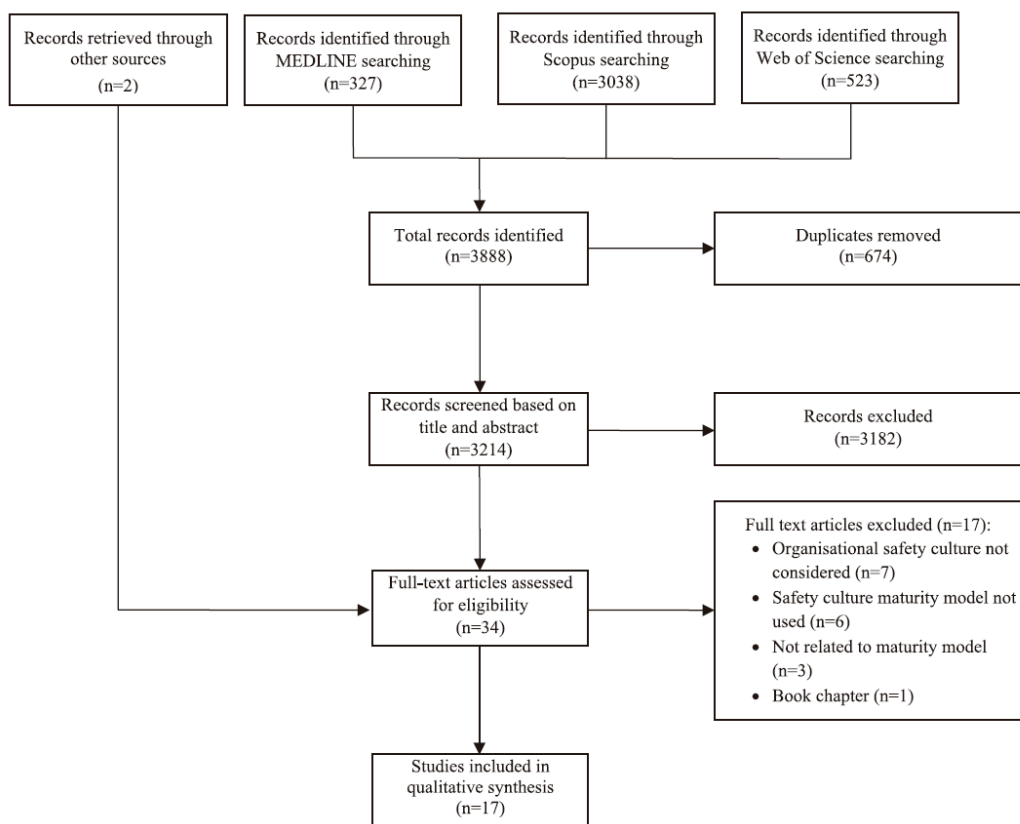 Records retrieved through
other sources
(n=2)
Records identified through
MEDLINE searching
(n=327)
Records identified through
Scopus searching
(n=3038)
Records identified through
Web of Science searching
(n=523)
Total records identified
(n=3888)
Duplicates removed
(n=674)
Records screened based on
title and abstract
(n=3214)
Records excluded
(n=3182)
Full-text articles assessed
for eligibility
(n=34)
Full text articles excluded (n=17):
• Organisational safety culture not
considered (n=7)
• Safety culture maturity model not
used (n=6)
• Not related to maturity model
(n=3)
• Book chapter (n=1)
Studies included in
qualitative synthesis
(n=17)